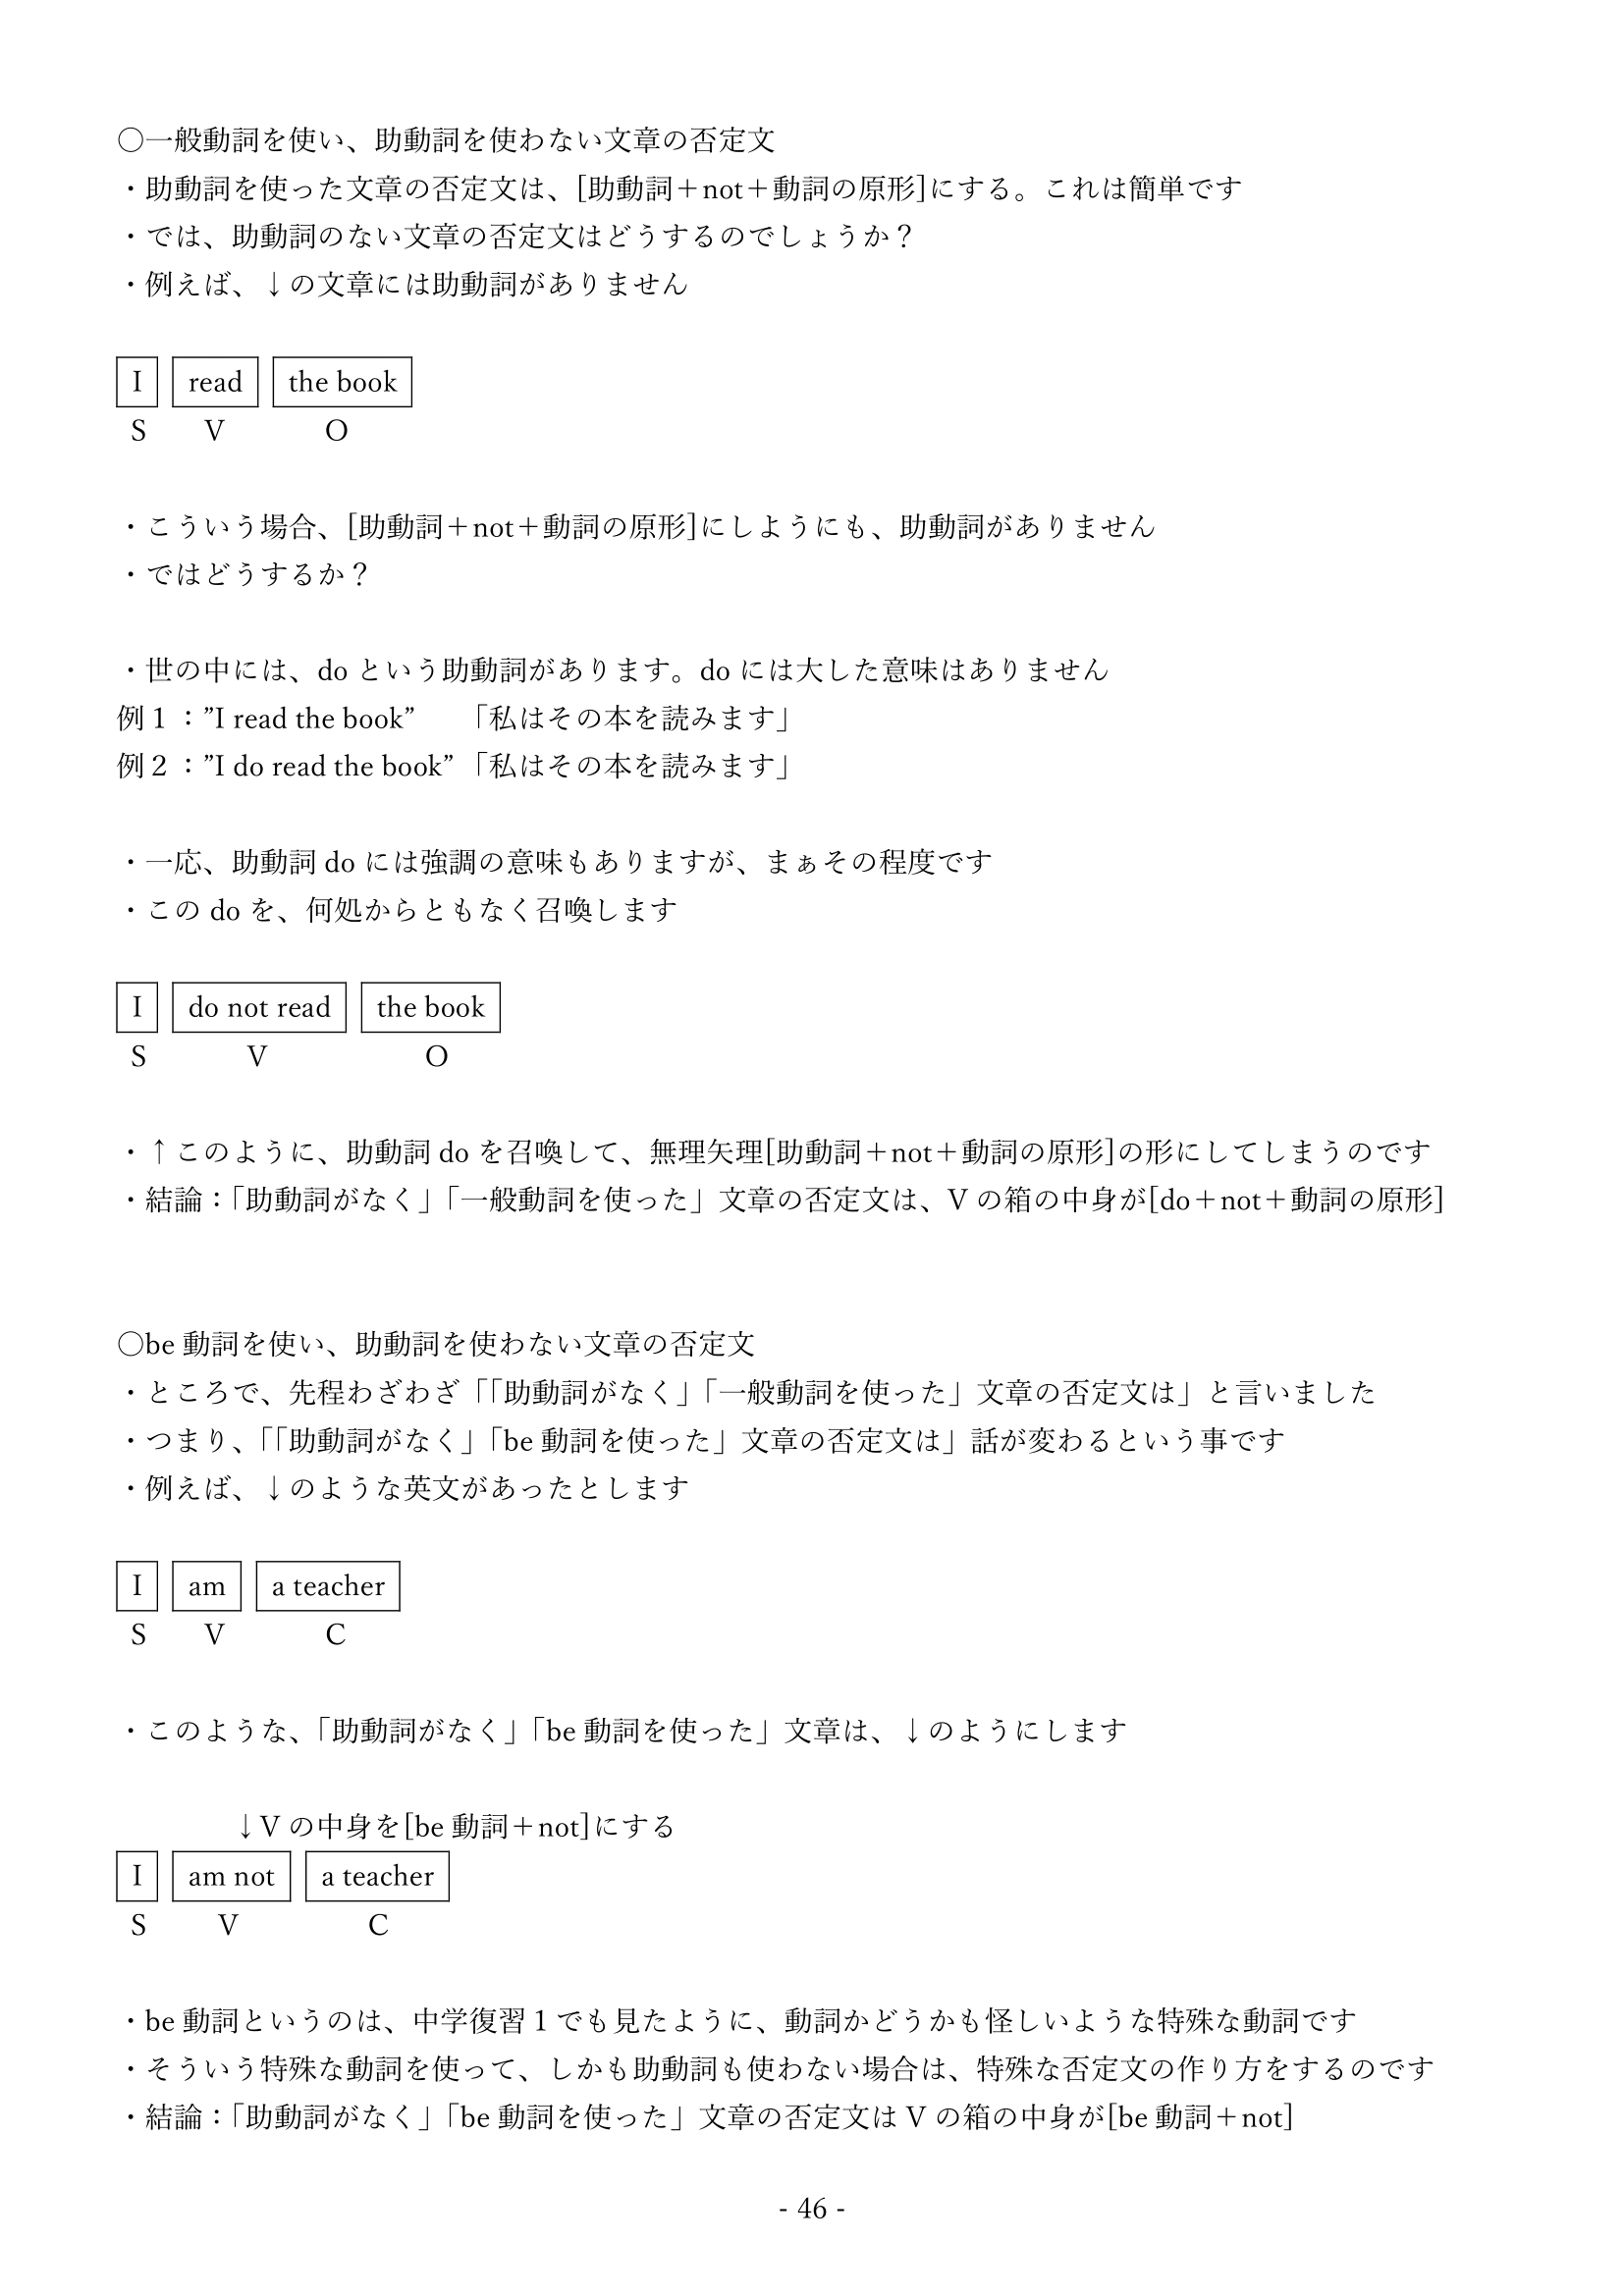 〇一般動詞を使い、助動詞を使わない文章の否定文
・助動詞を使った文章の否定文は、[助動詞＋not＋動詞の原形]にする。これは簡単です
・では、助動詞のない文章の否定文はどうするのでしょうか？
・例えば、↓の文章には助動詞がありません
I read the book
S V O
・こういう場合、[助動詞＋not＋動詞の原形]にしようにも、助動詞がありません
・ではどうするか？
・世の中には、do という助動詞があります。do には大した意味はありません
例１：”I read the book” 「私はその本を読みます」
例２：”I do read the book” 「私はその本を読みます」
・一応、助動詞 do には強調の意味もありますが、まぁその程度です
・この do を、何処からともなく召喚します
I do not read the book
S V O
・↑このように、助動詞 do を召喚して、無理矢理[助動詞＋not＋動詞の原形]の形にしてしまうのです
・結論：「助動詞がなく」「一般動詞を使った」文章の否定文は、V の箱の中身が[do＋not＋動詞の原形]
〇be 動詞を使い、助動詞を使わない文章の否定文
・ところで、先程わざわざ「「助動詞がなく」「一般動詞を使った」文章の否定文は」と言いました
・つまり、「「助動詞がなく」「be 動詞を使った」文章の否定文は」話が変わるという事です
・例えば、↓のような英文があったとします
I am a teacher
S V C
・このような、「助動詞がなく」「be 動詞を使った」文章は、↓のようにします
↓V の中身を[be 動詞＋not]にする
I am not a teacher
S V C
・be 動詞というのは、中学復習１でも見たように、動詞かどうかも怪しいような特殊な動詞です
・そういう特殊な動詞を使って、しかも助動詞も使わない場合は、特殊な否定文の作り方をするのです
・結論：「助動詞がなく」「be 動詞を使った」文章の否定文は V の箱の中身が[be 動詞＋not]
- 46 -